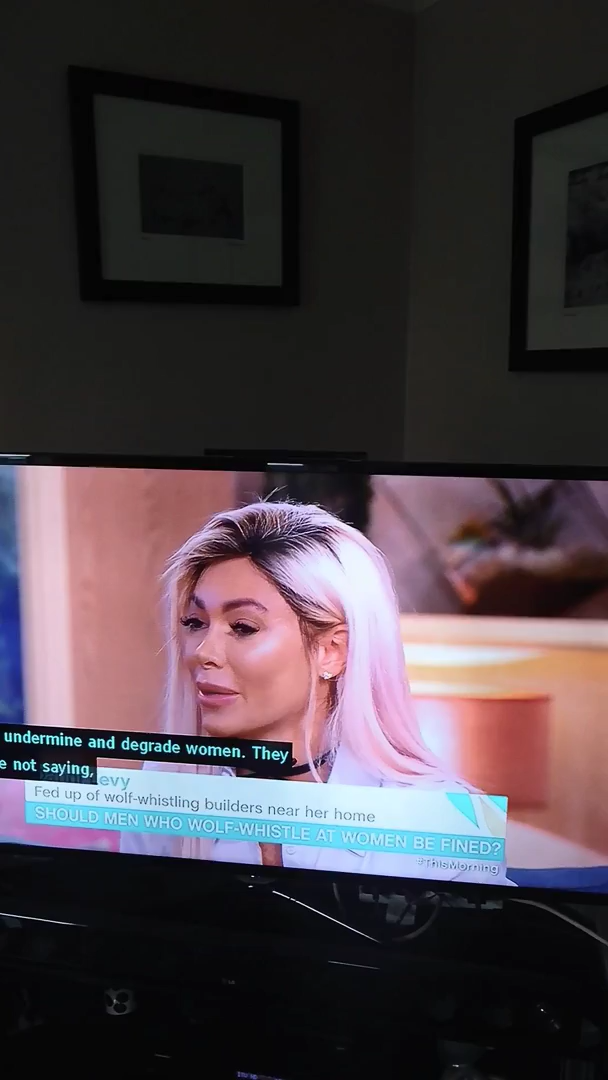 undermine and degrade women. They
e not saying,
evy
Fed up of wolf-whistling builders near her home
SHOULD MEN WHO WOLF-WHISTLE AT WOMEN BE FINED?
#ThisMorning